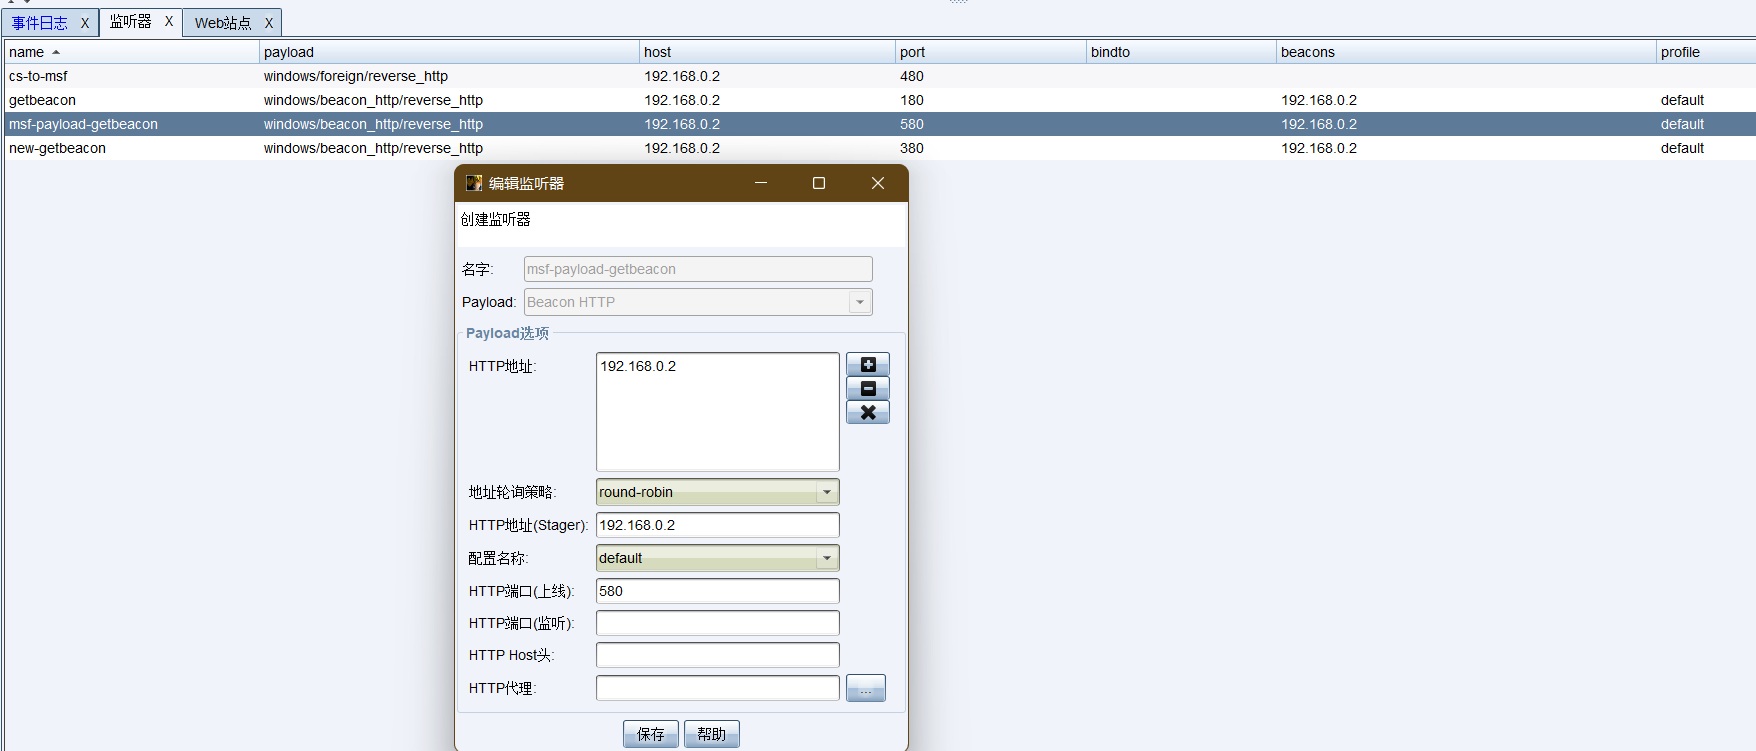 事件日志 X 监听器 X Web站点 X
name payload host port bindto beacons profile
cs-to-msf windows/foreign/reverse_http 192.168.0.2 480
getbeacon windows/beacon_http/reverse_http 192.168.0.2 180 192.168.0.2 default
msf-payload-getbeacon windows/beacon_http/reverse_http 192.168.0.2 580 192.168.0.2 default
new-getbeacon windows/beacon_http/reverse_http 192.168.0.2 380 192.168.0.2 default
编辑监听器
创建监听器
名字: msf-payload-getbeacon
Payload: Beacon HTTP
Payload选项
HTTP地址: 192.168.0.2
地址轮询策略: round-robin
HTTP地址(Stager): 192.168.0.2
配置名称: default
HTTP端口(上线): 580
HTTP端口(监听):
HTTP Host头:
HTTP代理: ...
保存 帮助